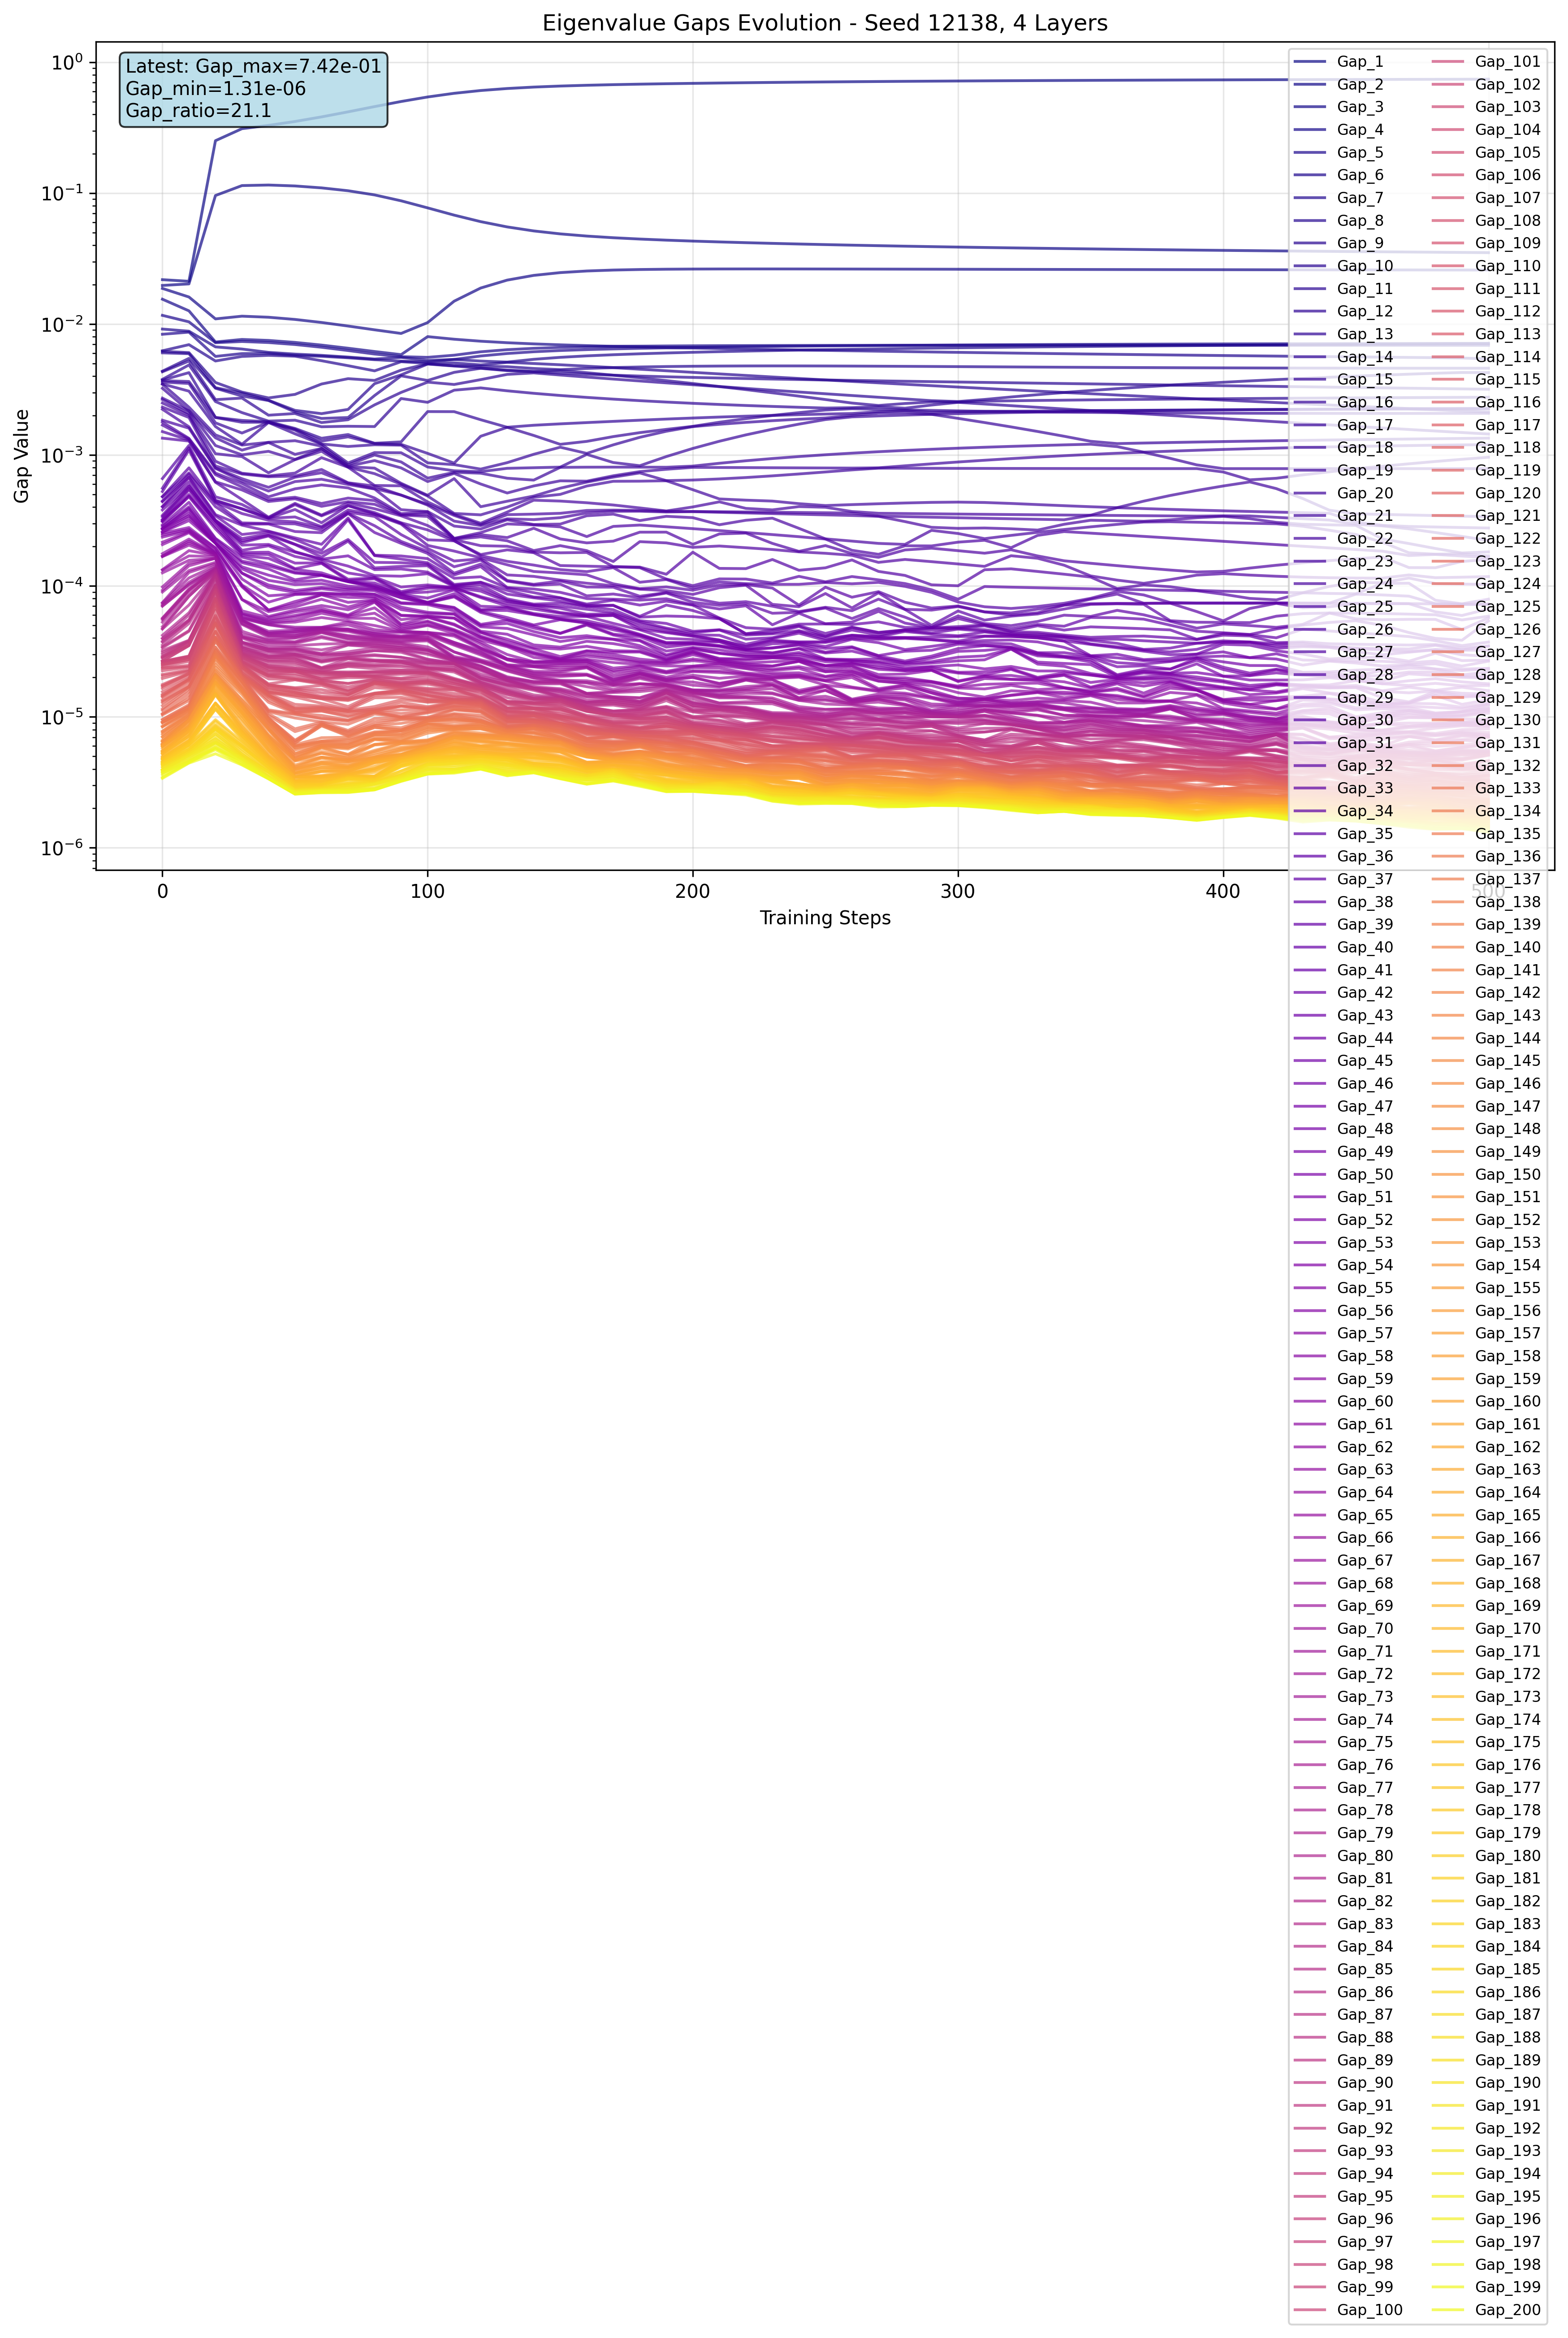 Eigenvalue Gaps Evolution - Seed 12138, 4 Layers
Latest: Gap_max=7.42e-01
Gap_min=1.31e-06
Gap_ratio=21.1
Gap Value
10⁰
10⁻¹
10⁻²
10⁻³
10⁻⁴
10⁻⁵
10⁻⁶
0
100
200
300
400
500
Training Steps
Gap_1
Gap_2
Gap_3
Gap_4
Gap_5
Gap_6
Gap_7
Gap_8
Gap_9
Gap_10
Gap_11
Gap_12
Gap_13
Gap_14
Gap_15
Gap_16
Gap_17
Gap_18
Gap_19
Gap_20
Gap_21
Gap_22
Gap_23
Gap_24
Gap_25
Gap_26
Gap_27
Gap_28
Gap_29
Gap_30
Gap_31
Gap_32
Gap_33
Gap_34
Gap_35
Gap_36
Gap_37
Gap_38
Gap_39
Gap_40
Gap_41
Gap_42
Gap_43
Gap_44
Gap_45
Gap_46
Gap_47
Gap_48
Gap_49
Gap_50
Gap_51
Gap_52
Gap_53
Gap_54
Gap_55
Gap_56
Gap_57
Gap_58
Gap_59
Gap_60
Gap_61
Gap_62
Gap_63
Gap_64
Gap_65
Gap_66
Gap_67
Gap_68
Gap_69
Gap_70
Gap_71
Gap_72
Gap_73
Gap_74
Gap_75
Gap_76
Gap_77
Gap_78
Gap_79
Gap_80
Gap_81
Gap_82
Gap_83
Gap_84
Gap_85
Gap_86
Gap_87
Gap_88
Gap_89
Gap_90
Gap_91
Gap_92
Gap_93
Gap_94
Gap_95
Gap_96
Gap_97
Gap_98
Gap_99
Gap_100
Gap_101
Gap_102
Gap_103
Gap_104
Gap_105
Gap_106
Gap_107
Gap_108
Gap_109
Gap_110
Gap_111
Gap_112
Gap_113
Gap_114
Gap_115
Gap_116
Gap_117
Gap_118
Gap_119
Gap_120
Gap_121
Gap_122
Gap_123
Gap_124
Gap_125
Gap_126
Gap_127
Gap_128
Gap_129
Gap_130
Gap_131
Gap_132
Gap_133
Gap_134
Gap_135
Gap_136
Gap_137
Gap_138
Gap_139
Gap_140
Gap_141
Gap_142
Gap_143
Gap_144
Gap_145
Gap_146
Gap_147
Gap_148
Gap_149
Gap_150
Gap_151
Gap_152
Gap_153
Gap_154
Gap_155
Gap_156
Gap_157
Gap_158
Gap_159
Gap_160
Gap_161
Gap_162
Gap_163
Gap_164
Gap_165
Gap_166
Gap_167
Gap_168
Gap_169
Gap_170
Gap_171
Gap_172
Gap_173
Gap_174
Gap_175
Gap_176
Gap_177
Gap_178
Gap_179
Gap_180
Gap_181
Gap_182
Gap_183
Gap_184
Gap_185
Gap_186
Gap_187
Gap_188
Gap_189
Gap_190
Gap_191
Gap_192
Gap_193
Gap_194
Gap_195
Gap_196
Gap_197
Gap_198
Gap_199
Gap_200